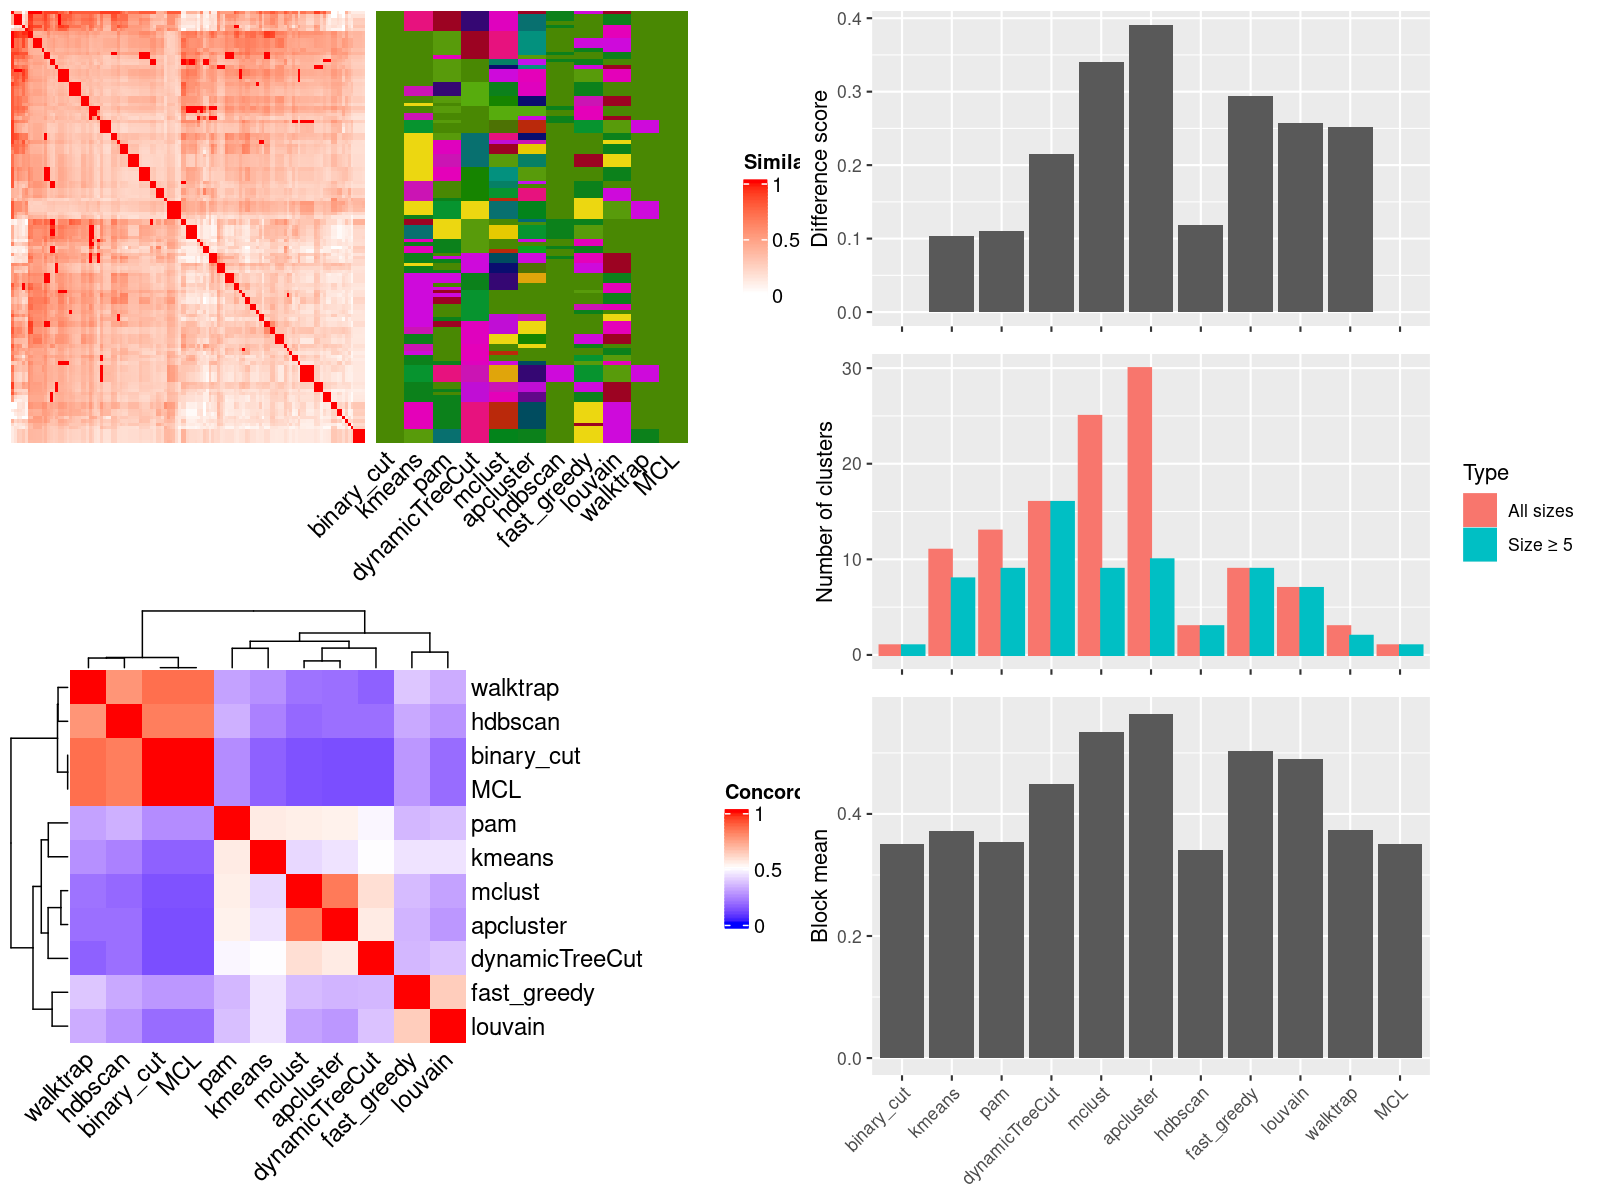 Simila
1
0.5
0
binary_cut
kmeans
pam
dynamicTreeCut
mclust
apcluster
hdbscan
fast_greedy
louvain
walktrap
MCL
Difference score
0.4
0.3
0.2
0.1
0.0
Number of clusters
30
20
10
0
Type
All sizes
Size ≥ 5
walktrap
hdbscan
binary_cut
MCL
pam
kmeans
mclust
apcluster
dynamicTreeCut
fast_greedy
louvain
walktrap
hdbscan
binary_cut
MCL
pam
kmeans
mclust
apcluster
dynamicTreeCut
fast_greedy
louvain
Concord
1
0.5
0
Block mean
0.4
0.2
0.0
binary_cut
kmeans
pam
dynamicTreeCut
mclust
apcluster
hdbscan
fast_greedy
louvain
walktrap
MCL